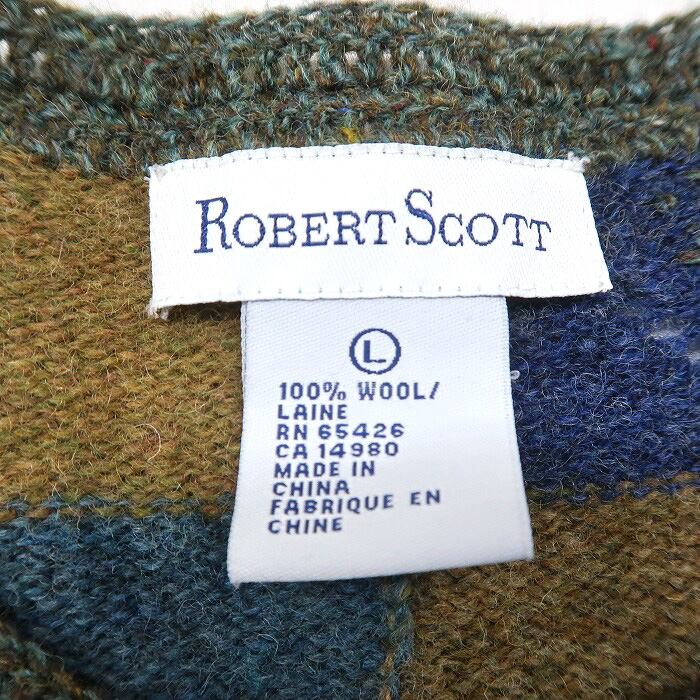 ROBERT SCOTT
L
100% WOOL/
LAINE
RN 65426
CA 14980
MADE IN
CHINA
FABRIQUE EN
CHINE